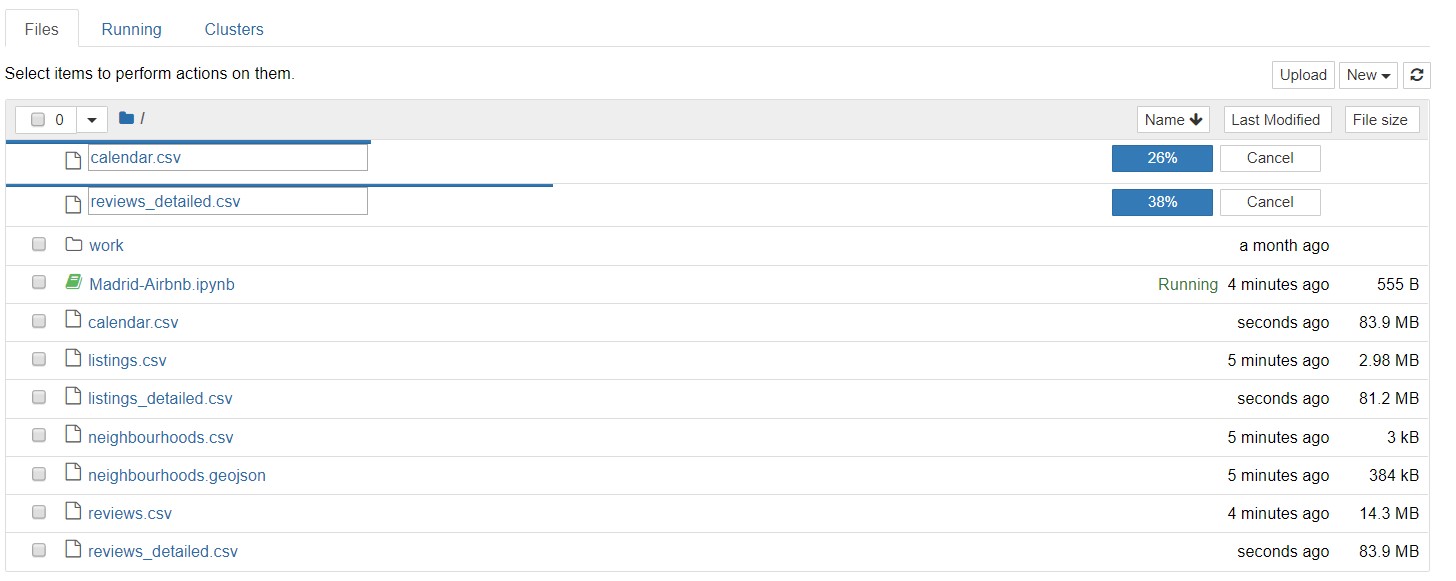 Files Running Clusters
Select items to perform actions on them. Upload New
0 / Name Last Modified File size
calendar.csv 26% Cancel
reviews_detailed.csv 38% Cancel
work a month ago
Madrid-Airbnb.ipynb Running 4 minutes ago 555 B
calendar.csv seconds ago 83.9 MB
listings.csv 5 minutes ago 2.98 MB
listings_detailed.csv seconds ago 81.2 MB
neighbourhoods.csv 5 minutes ago 3 kB
neighbourhoods.geojson 5 minutes ago 384 kB
reviews.csv 4 minutes ago 14.3 MB
reviews_detailed.csv seconds ago 83.9 MB